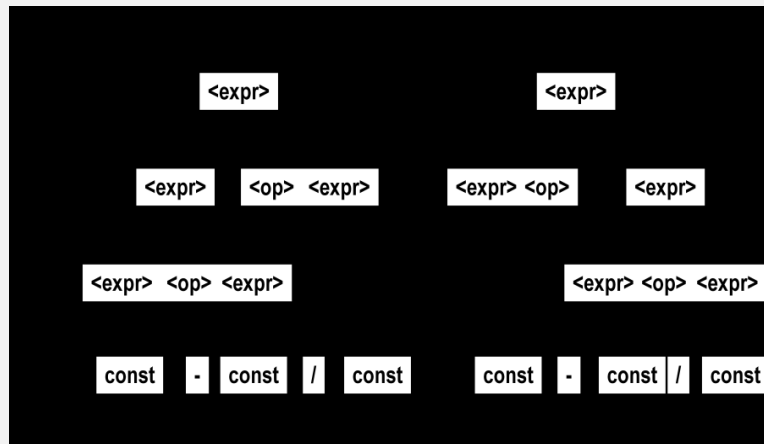 <expr> <expr>
<expr> <op> <expr> <expr> <op> <expr>
<expr> <op> <expr> <expr> <op> <expr>
const - const / const const - const / const